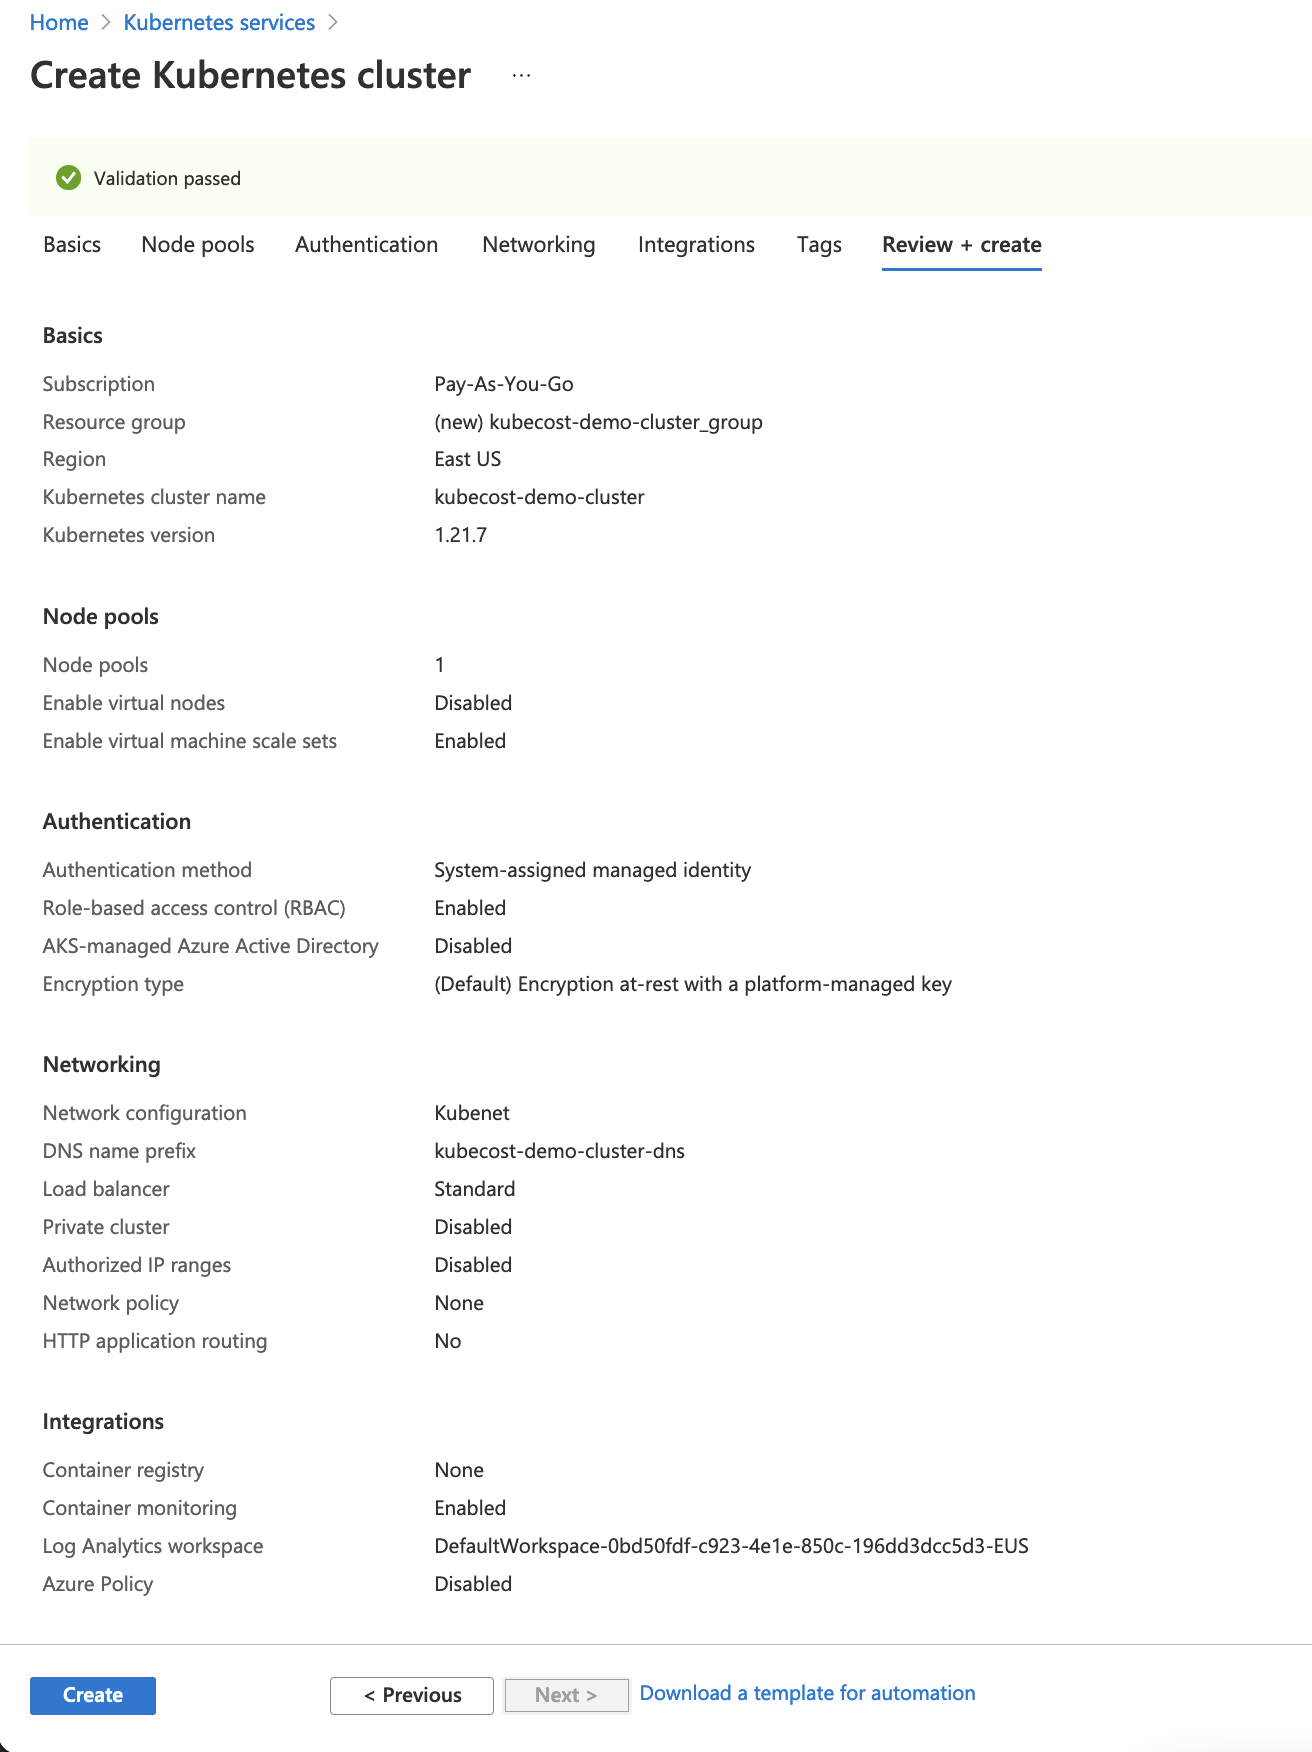 Home > Kubernetes services >
Create Kubernetes cluster ...
Validation passed
Basics Node pools Authentication Networking Integrations Tags Review + create
Basics
Subscription Pay-As-You-Go
Resource group (new) kubecost-demo-cluster_group
Region East US
Kubernetes cluster name kubecost-demo-cluster
Kubernetes version 1.21.7
Node pools
Node pools 1
Enable virtual nodes Disabled
Enable virtual machine scale sets Enabled
Authentication
Authentication method System-assigned managed identity
Role-based access control (RBAC) Enabled
AKS-managed Azure Active Directory Disabled
Encryption type (Default) Encryption at-rest with a platform-managed key
Networking
Network configuration Kubenet
DNS name prefix kubecost-demo-cluster-dns
Load balancer Standard
Private cluster Disabled
Authorized IP ranges Disabled
Network policy None
HTTP application routing No
Integrations
Container registry None
Container monitoring Enabled
Log Analytics workspace DefaultWorkspace-0bd50fdf-c923-4e1e-850c-196dd3dcc5d3-EUS
Azure Policy Disabled
Create < Previous Next > Download a template for automation